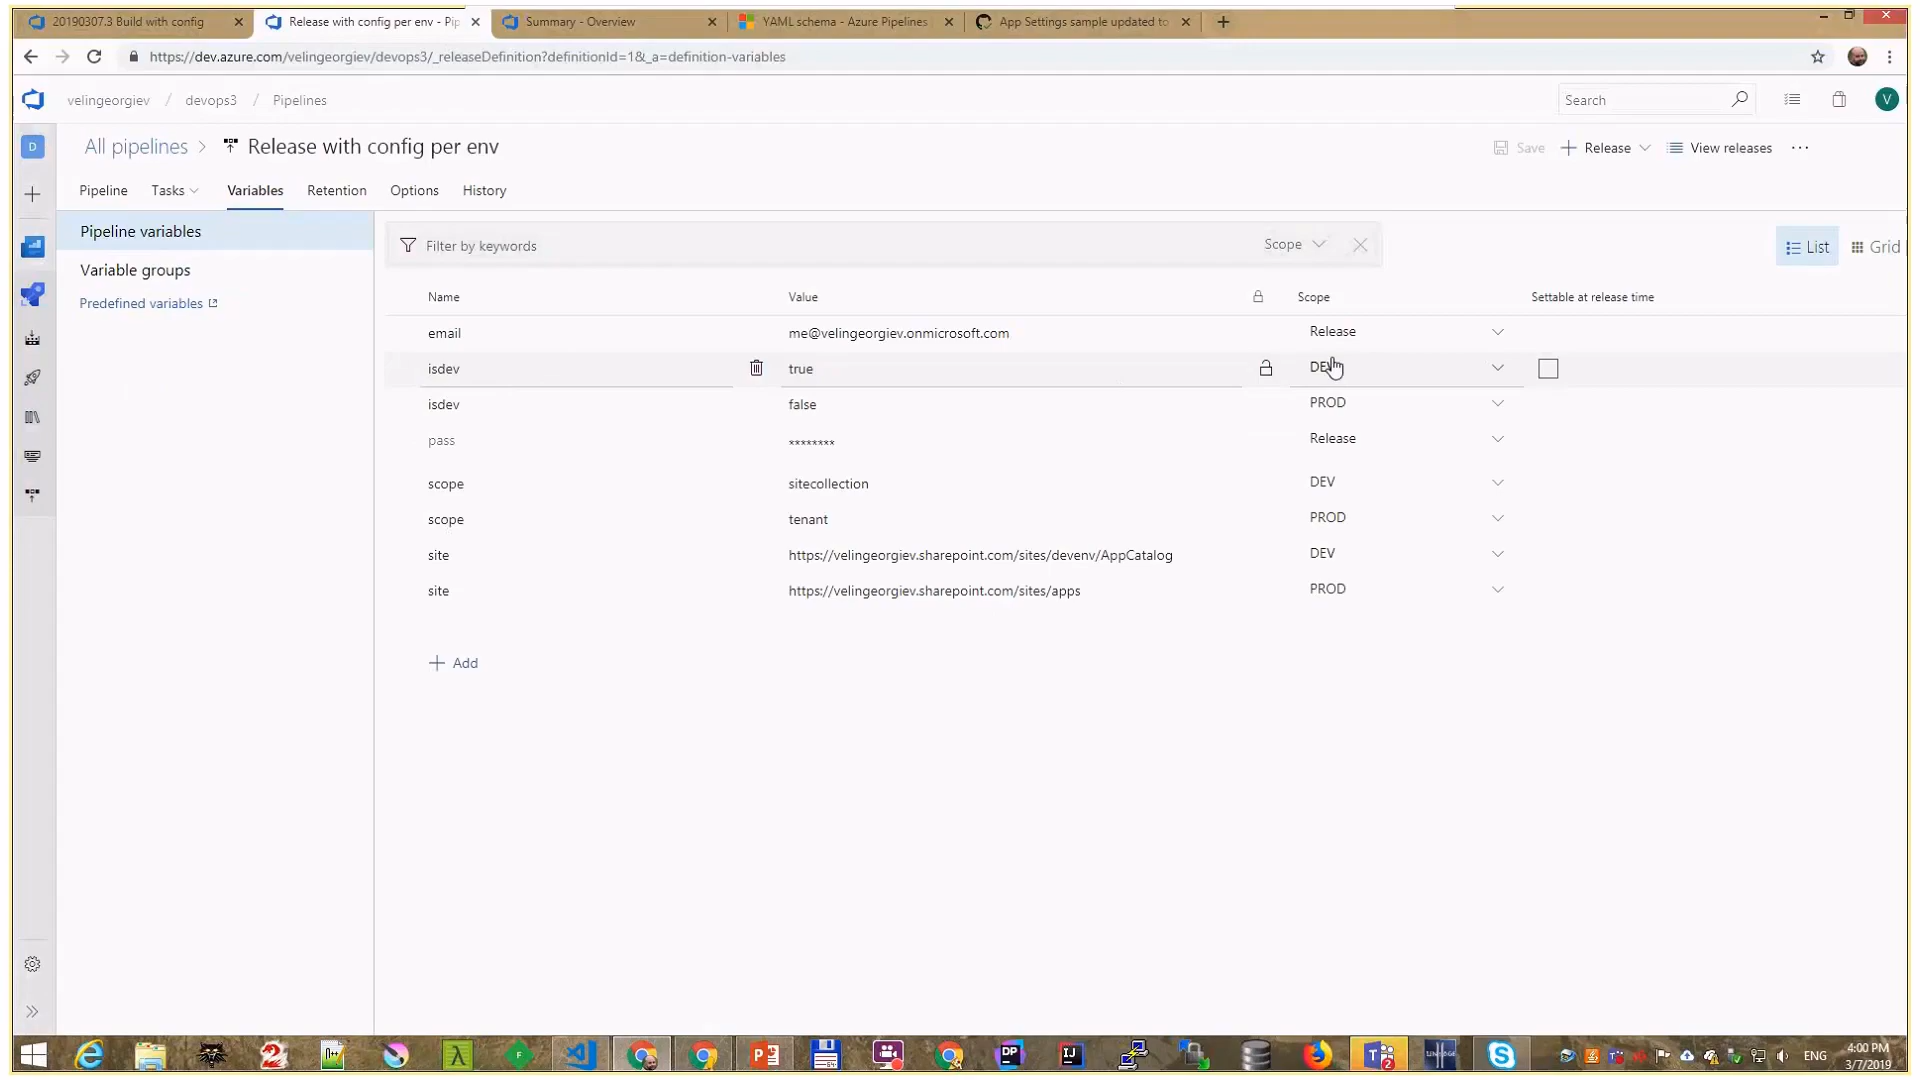 20190307.3 Build with config
Release with config per env - Pip
Summary - Overview
YAML schema - Azure Pipelines
App Settings sample updated to
https://dev.azure.com/velingeorgiev/devops3/_releaseDefinition?definitionId=1&_a=definition-variables
velingeorgiev / devops3 / Pipelines
Search
V
D
All pipelines > Release with config per env
Save
Release
View releases
Pipeline
Tasks
Variables
Retention
Options
History
Pipeline variables
Variable groups
Predefined variables
Filter by keywords
Scope
List
Grid
Name Value Scope Settable at release time
email me@velingeorgiev.onmicrosoft.com Release
isdev true DEV
isdev false PROD
pass ******** Release
scope sitecollection DEV
scope tenant PROD
site https://velingeorgiev.sharepoint.com/sites/devenv/AppCatalog DEV
site https://velingeorgiev.sharepoint.com/sites/apps PROD
Add
ENG
4:00 PM
3/7/2019